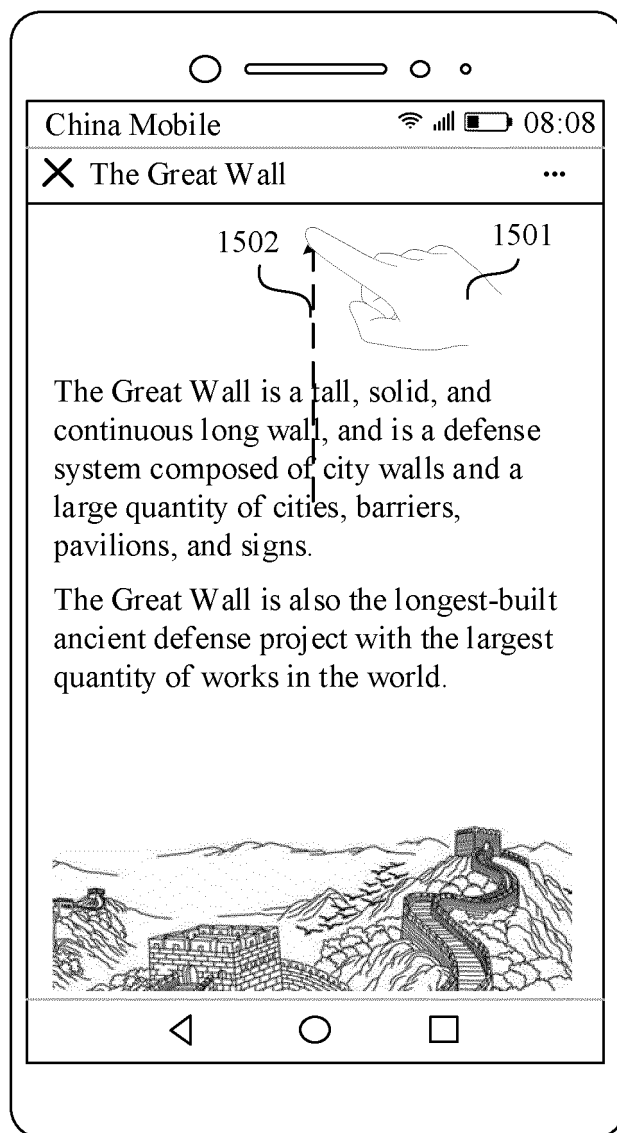 China Mobile 08:08
The Great Wall ...
1502 1501
The Great Wall is a tall, solid, and
continuous long wall, and is a defense
system composed of city walls and a
large quantity of cities, barriers,
pavilions, and signs.
The Great Wall is also the longest-built
ancient defense project with the largest
quantity of works in the world.